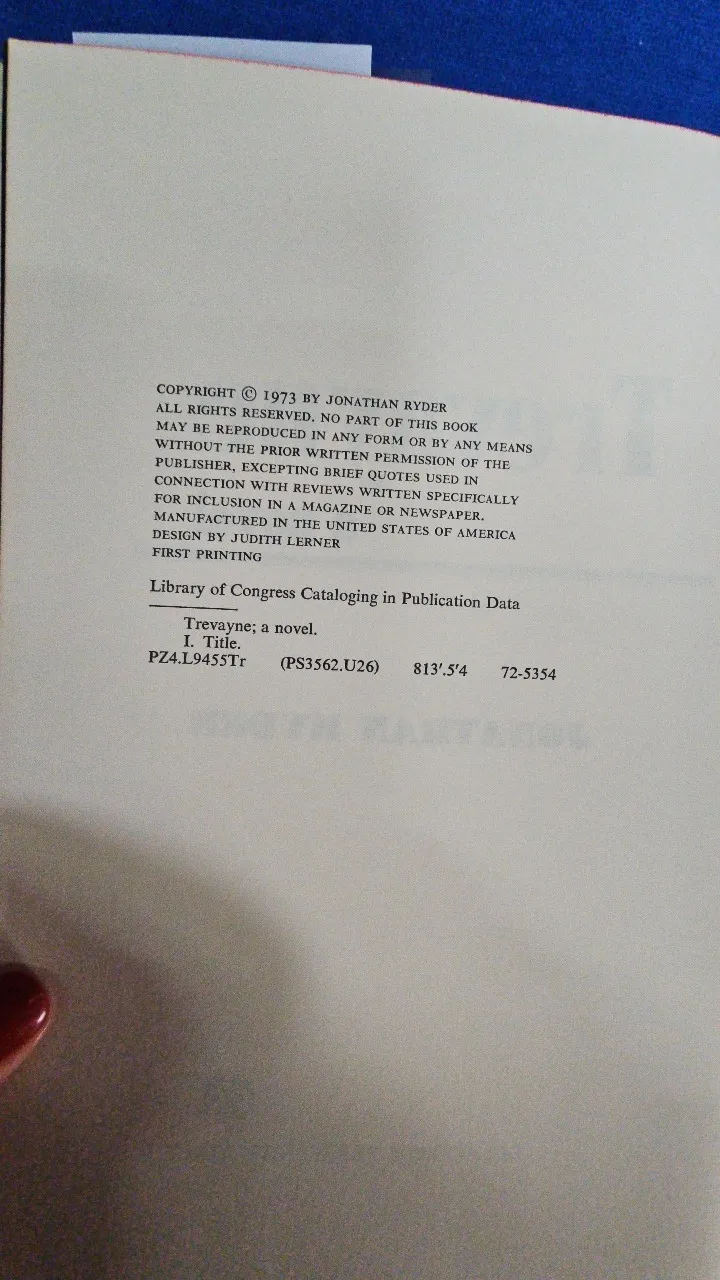 COPYRIGHT © 1973 BY JONATHAN RYDER
ALL RIGHTS RESERVED. NO PART OF THIS BOOK
MAY BE REPRODUCED IN ANY FORM OR BY ANY MEANS
WITHOUT THE PRIOR WRITTEN PERMISSION OF THE
PUBLISHER, EXCEPTING BRIEF QUOTES USED IN
CONNECTION WITH REVIEWS WRITTEN SPECIFICALLY
FOR INCLUSION IN A MAGAZINE OR NEWSPAPER.
MANUFACTURED IN THE UNITED STATES OF AMERICA
DESIGN BY JUDITH LERNER
FIRST PRINTING
Library of Congress Cataloging in Publication Data
Trevayne; a novel.
I. Title.
PZ4.L9455Tr (PS3562.U26) 813'.5'4 72-5354